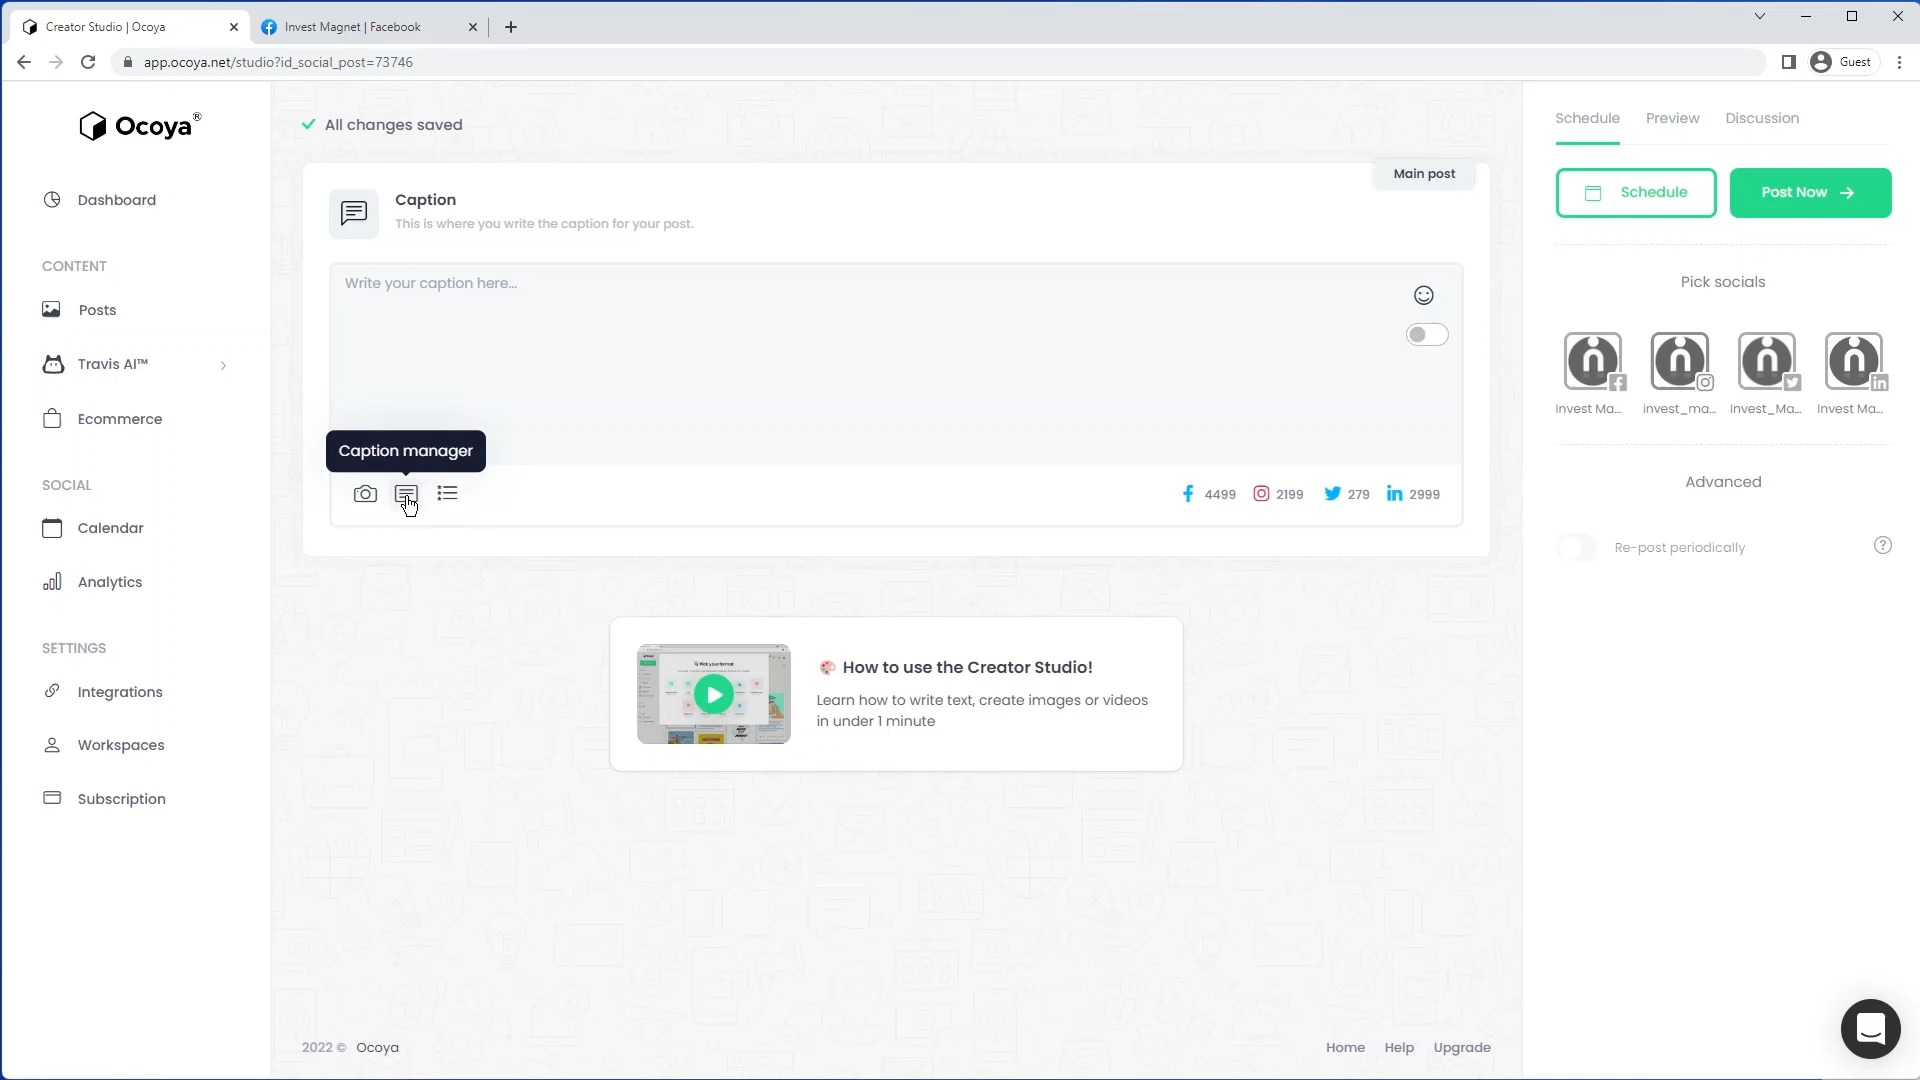 Creator Studio | Ocoya
Invest Magnet | Facebook
app.ocoya.net/studio?id_social_post=73746
Guest
Ocoya®
Dashboard
CONTENT
Posts
Travis AI™
Ecommerce
SOCIAL
Calendar
Analytics
SETTINGS
Integrations
Workspaces
Subscription
All changes saved
Main post
Caption
This is where you write the caption for your post.
Write your caption here...
Caption manager
4499
2199
279
2999
Pick your format
How to use the Creator Studio!
Learn how to write text, create images or videos
in under 1 minute
2022 © Ocoya
Home Help Upgrade
Schedule Preview Discussion
Schedule
Post Now
Pick socials
Invest Ma...
invest_ma...
Invest_Ma...
Invest Ma...
Advanced
Re-post periodically